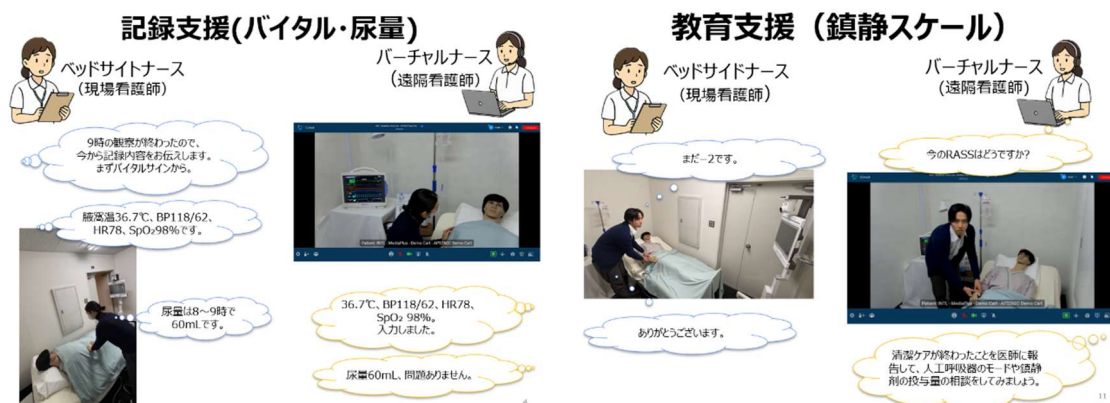 記録支援(バイタル・尿量)
ベッドサイトナース
(現場看護師)
バーチャルナース
(遠隔看護師)
9時の観察が終わったので、
今から記録内容をお伝えします。
まずバイタルサインから。
腋窩温36.7℃、BP118/62、
HR78、SpO₂98%です。
尿量は8～9時で
60mLです。
36.7℃、BP118/62、HR78、
SpO₂ 98%。
入力しました。
尿量60mL、問題ありません。
教育支援（鎮静スケール）
ベッドサイドナース
(現場看護師)
バーチャルナース
(遠隔看護師)
今のRASSはどうですか?
まだ−2です。
ありがとうございます。
清潔ケアが終わったことを医師に報
告して、人工呼吸器のモードや鎮静
剤の投与量の相談をしてみましょう。
11